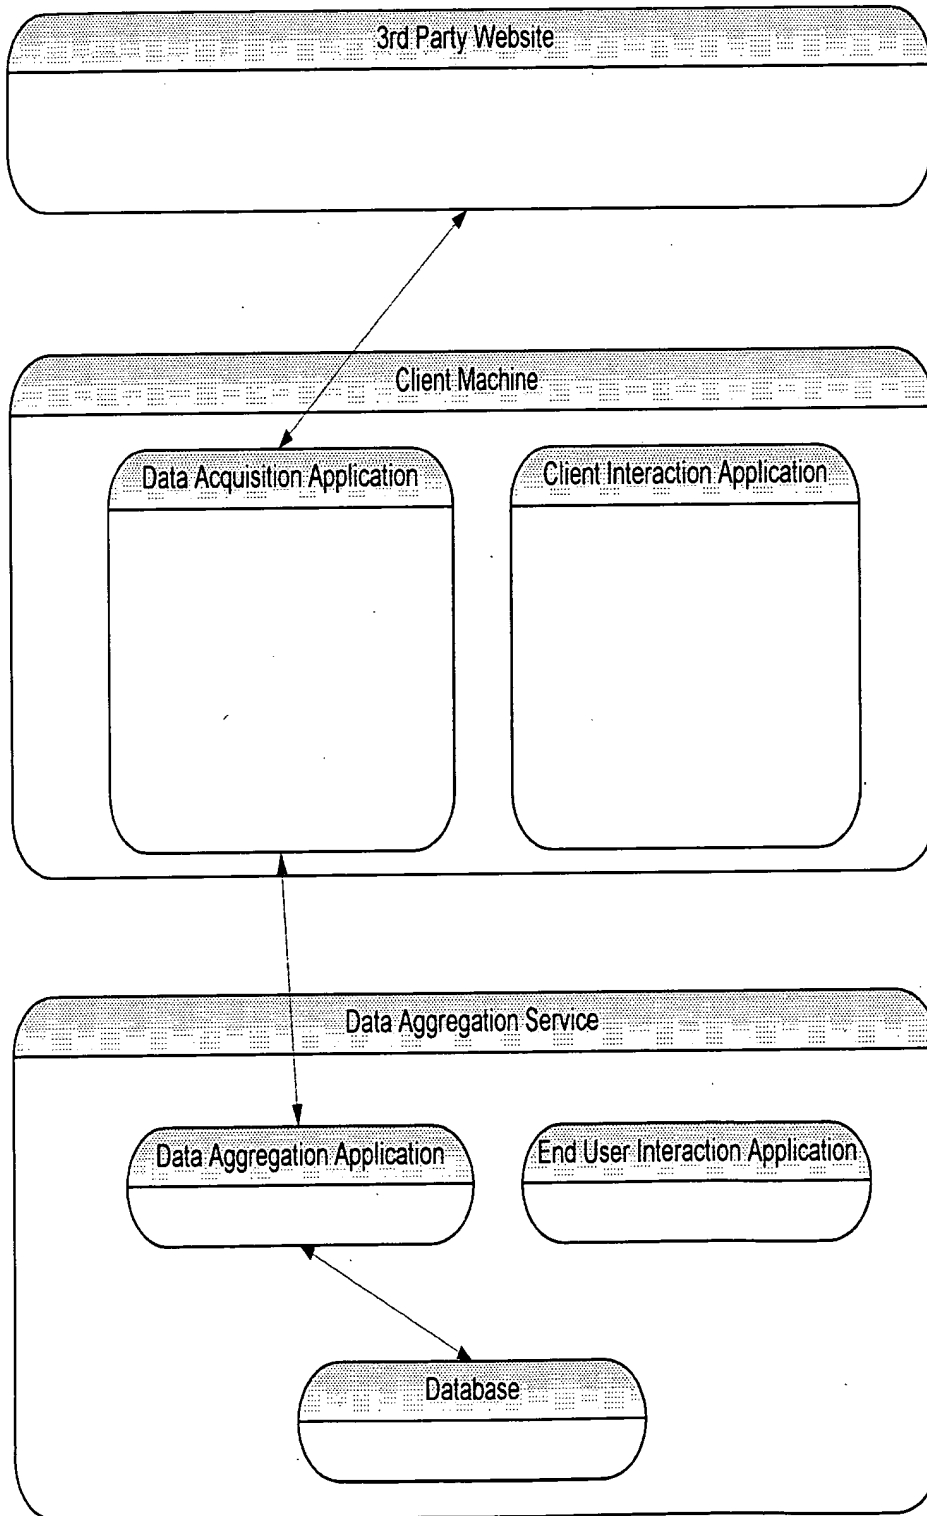 3rd Party Website
Client Machine
Data Acquisition Application
Client Interaction Application
Data Aggregation Service
Data Aggregation Application
End User Interaction Application
Database